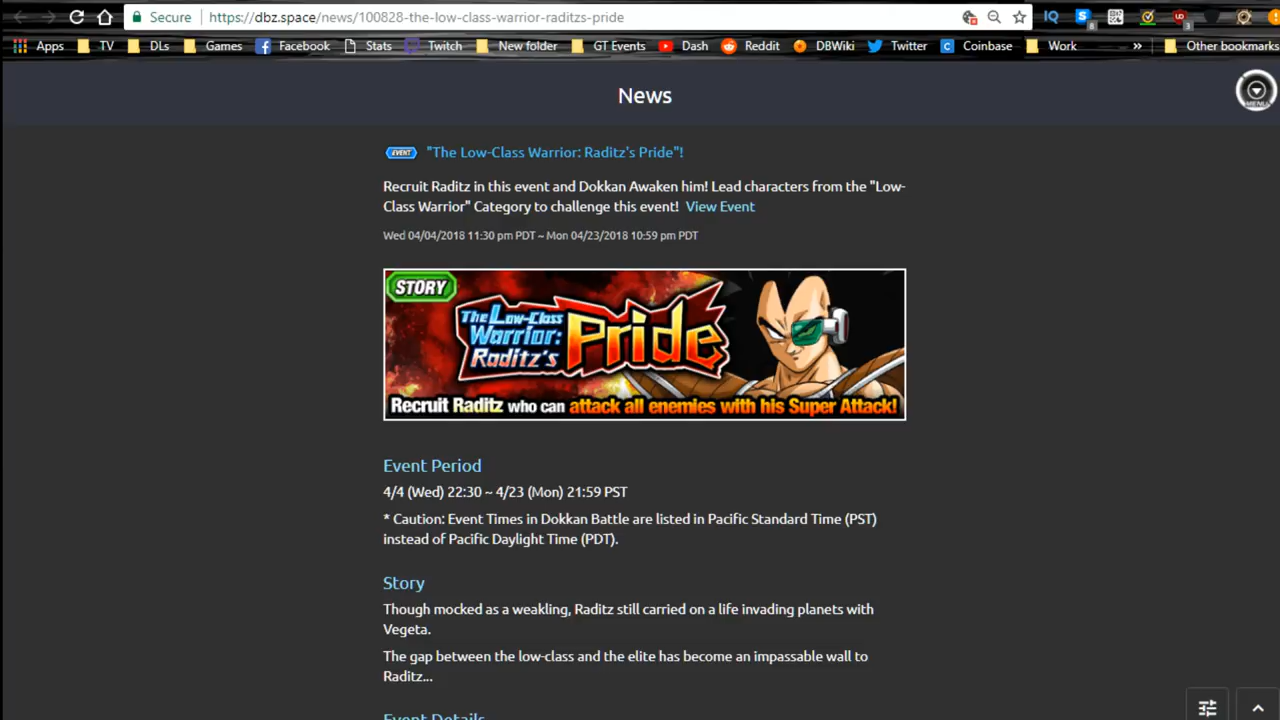 Secure https://dbz.space/news/100828-the-low-class-warrior-raditzs-pride
Apps TV DLs Games Facebook Stats Twitch New folder GT Events Dash Reddit DBWiki Twitter Coinbase Work » Other bookmarks
News
MENU
EVENT "The Low-Class Warrior: Raditz's Pride"!
Recruit Raditz in this event and Dokkan Awaken him! Lead characters from the "Low-
Class Warrior" Category to challenge this event! View Event
Wed 04/04/2018 11:30 pm PDT ~ Mon 04/23/2018 10:59 pm PDT
STORY
The Low-Class
Warrior:
Raditz's Pride
Recruit Raditz who can attack all enemies with his Super Attack!
Event Period
4/4 (Wed) 22:30 ~ 4/23 (Mon) 21:59 PST
* Caution: Event Times in Dokkan Battle are listed in Pacific Standard Time (PST)
instead of Pacific Daylight Time (PDT).
Story
Though mocked as a weakling, Raditz still carried on a life invading planets with
Vegeta.
The gap between the low-class and the elite has become an impassable wall to
Raditz...
Event Details